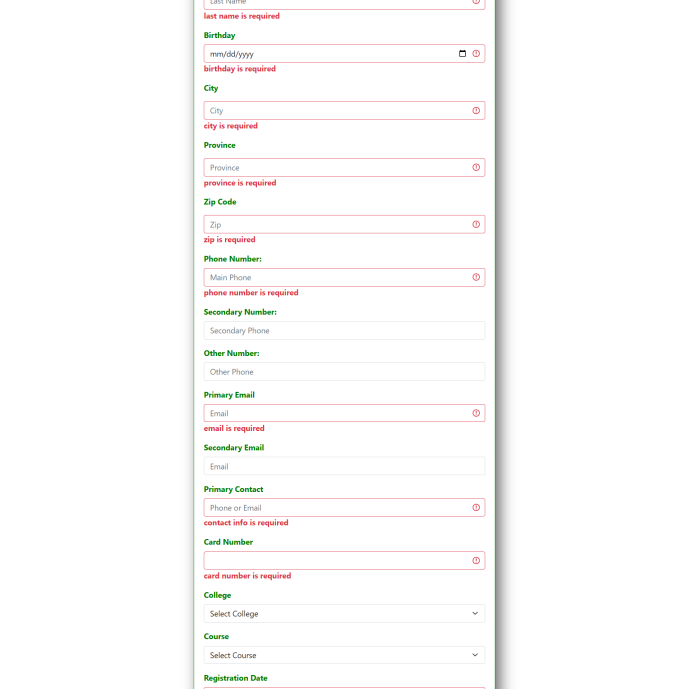 Last Name
last name is required
Birthday
mm/dd/yyyy
birthday is required
City
City
city is required
Province
Province
province is required
Zip Code
Zip
zip is required
Phone Number:
Main Phone
phone number is required
Secondary Number:
Secondary Phone
Other Number:
Other Phone
Primary Email
Email
email is required
Secondary Email
Email
Primary Contact
Phone or Email
contact info is required
Card Number
card number is required
College
Select College
Course
Select Course
Registration Date